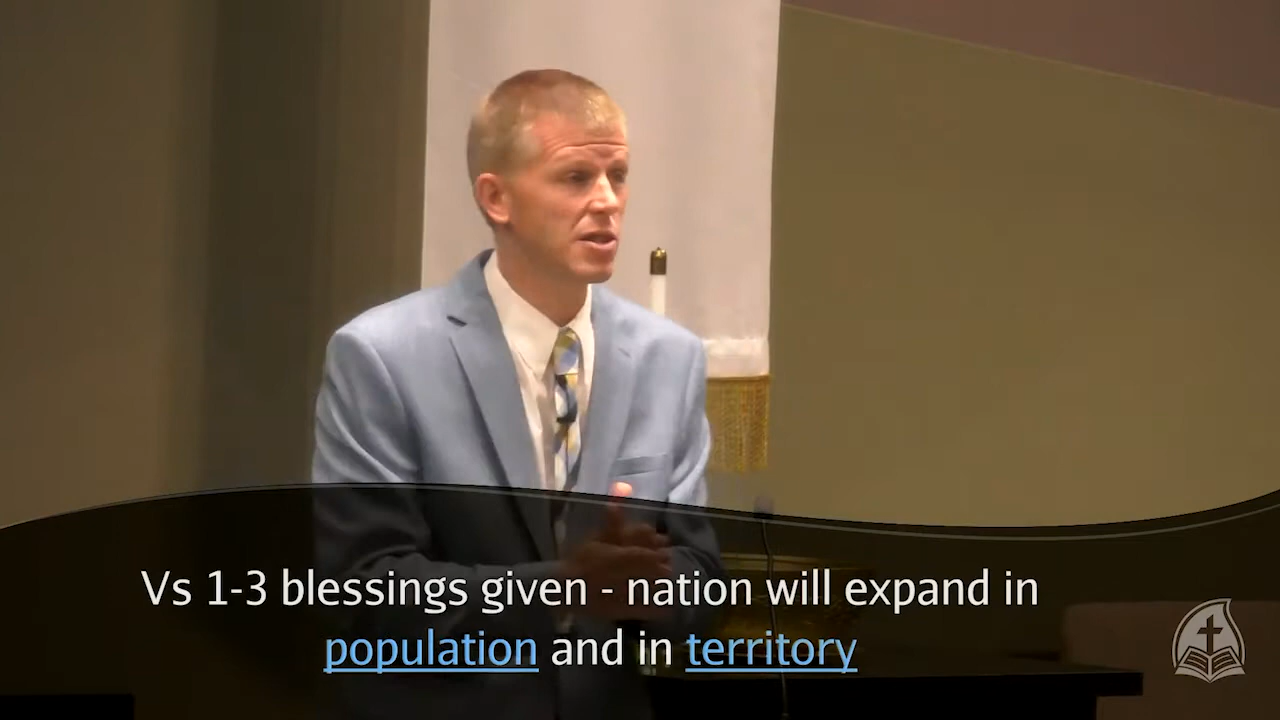 Vs 1-3 blessings given - nation will expand in
population and in territory